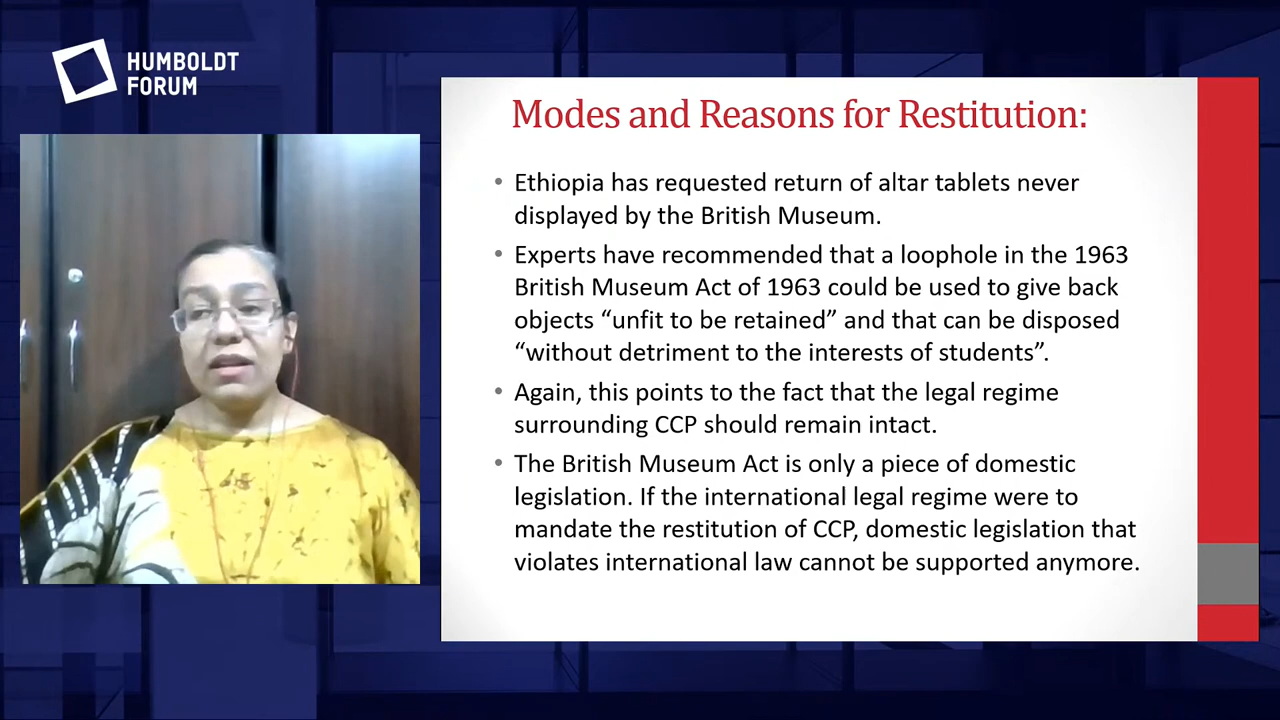 HUMBOLDT
FORUM
Modes and Reasons for Restitution:
• Ethiopia has requested return of altar tablets never
displayed by the British Museum.
• Experts have recommended that a loophole in the 1963
British Museum Act of 1963 could be used to give back
objects “unfit to be retained” and that can be disposed
“without detriment to the interests of students”.
• Again, this points to the fact that the legal regime
surrounding CCP should remain intact.
• The British Museum Act is only a piece of domestic
legislation. If the international legal regime were to
mandate the restitution of CCP, domestic legislation that
violates international law cannot be supported anymore.